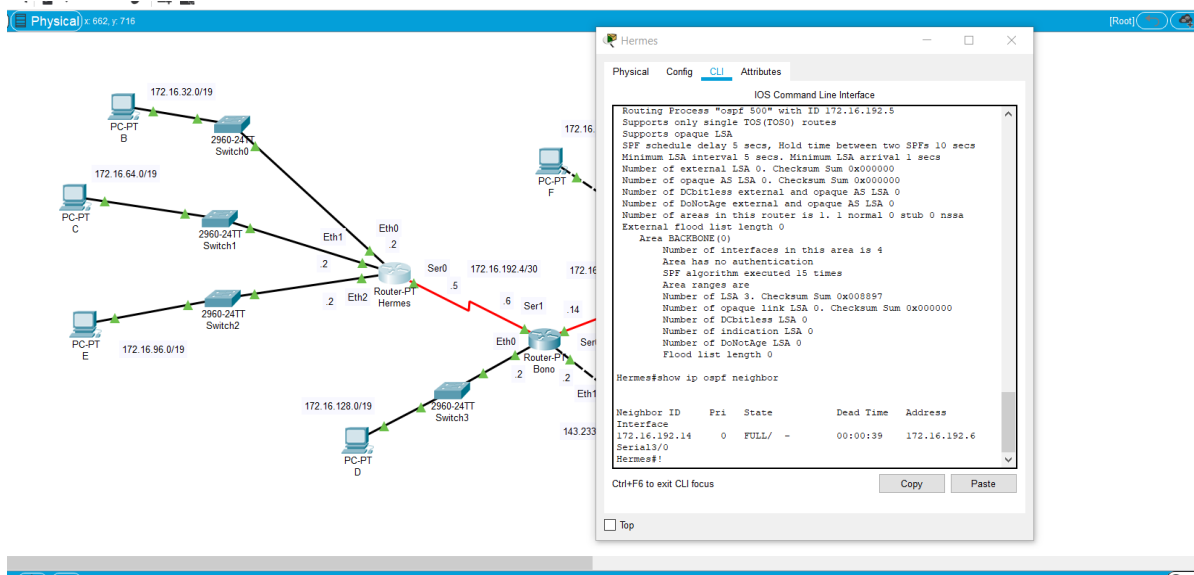 Physical x: 662, y: 716
[Root]
172.16.32.0/19
PC-PT
B
2960-24TT
Switch0
172.16.64.0/19
PC-PT
C
2960-24TT
Switch1
Eth1
Eth0
.2
.2
.2
Eth2
Router-PT
Hermes
Ser0
172.16.192.4/30
.5
2960-24TT
Switch2
PC-PT
E
172.16.96.0/19
.6
Ser1
.14
Eth0
Ser
Router-PT
Bono
.2
.2
Eth1
172.16.128.0/19
2960-24TT
Switch3
143.233
PC-PT
D
172.16.
PC-PT
F
172.16
Hermes
Physical Config CLI Attributes
IOS Command Line Interface
Routing Process "ospf 500" with ID 172.16.192.5
Supports only single TOS(TOS0) routes
Supports opaque LSA
SPF schedule delay 5 secs, Hold time between two SPFs 10 secs
Minimum LSA interval 5 secs. Minimum LSA arrival 1 secs
Number of external LSA 0. Checksum Sum 0x000000
Number of opaque AS LSA 0. Checksum Sum 0x000000
Number of DCbitless external and opaque AS LSA 0
Number of DoNotAge external and opaque AS LSA 0
Number of areas in this router is 1. 1 normal 0 stub 0 nssa
External flood list length 0
Area BACKBONE(0)
Number of interfaces in this area is 4
Area has no authentication
SPF algorithm executed 15 times
Area ranges are
Number of LSA 3. Checksum Sum 0x008897
Number of opaque link LSA 0. Checksum Sum 0x000000
Number of DCbitless LSA 0
Number of indication LSA 0
Number of DoNotAge LSA 0
Flood list length 0
Hermes#show ip ospf neighbor
Neighbor ID Pri State Dead Time Address
Interface
172.16.192.14 0 FULL/ - 00:00:39 172.16.192.6
Serial3/0
Hermes#!
Ctrl+F6 to exit CLI focus
Copy Paste
Top